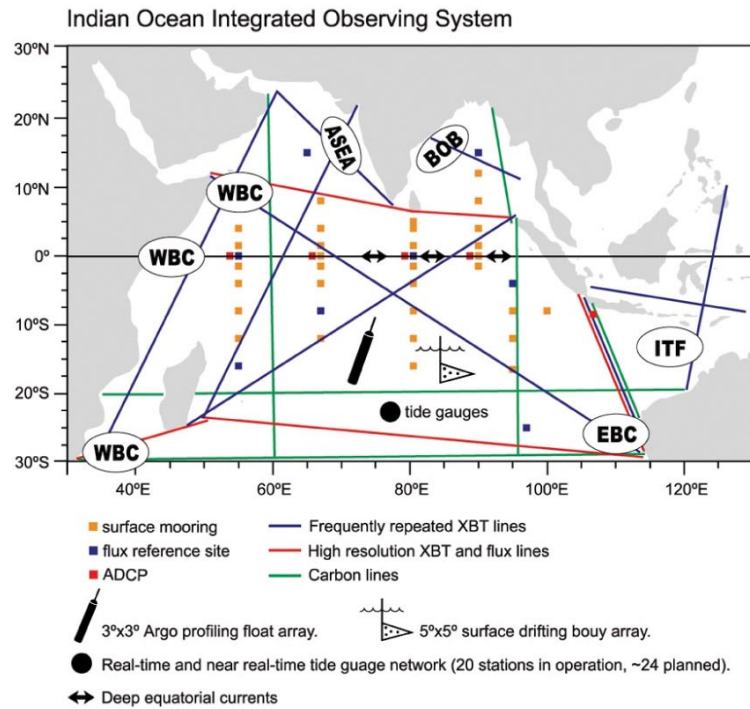 Indian Ocean Integrated Observing System
30ºN
20ºN
10ºN
0º
10ºS
20ºS
30ºS
ASEA
BOB
WBC
WBC
ITF
tide gauges
WBC
EBC
40ºE
60ºE
80ºE
100ºE
120ºE
surface mooring
Frequently repeated XBT lines
flux reference site
High resolution XBT and flux lines
ADCP
Carbon lines
3ºx3º Argo profiling float array.
5ºx5º surface drifting bouy array.
Real-time and near real-time tide guage network (20 stations in operation, ~24 planned).
Deep equatorial currents